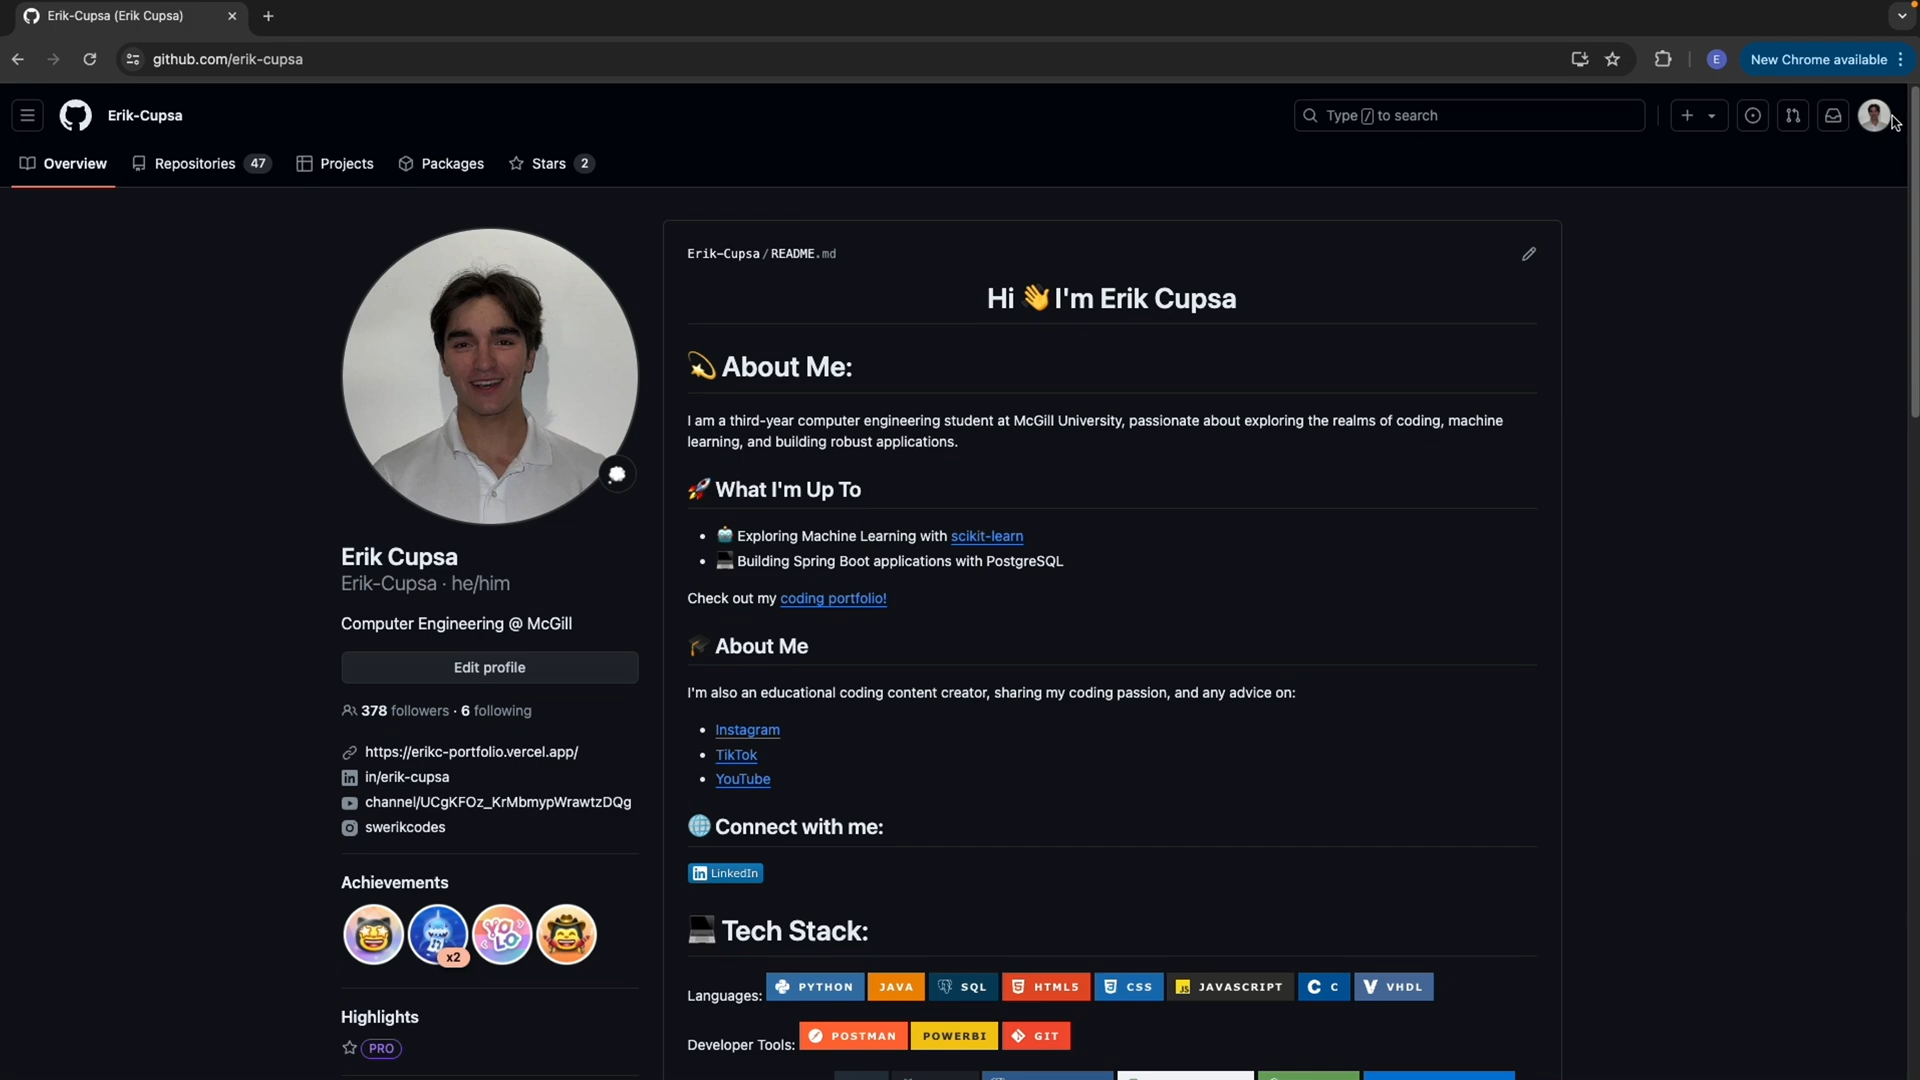 Erik-Cupsa (Erik Cupsa)
github.com/erik-cupsa
E
New Chrome available
Erik-Cupsa
Type / to search
Overview
Repositories 47
Projects
Packages
Stars 2
Erik-Cupsa/README.md
Hi 👋 I'm Erik Cupsa
💫 About Me:
I am a third-year computer engineering student at McGill University, passionate about exploring the realms of coding, machine
learning, and building robust applications.
🚀 What I'm Up To
• 🤖 Exploring Machine Learning with scikit-learn
• 💻 Building Spring Boot applications with PostgreSQL
Check out my coding portfolio!
🎓 About Me
I'm also an educational coding content creator, sharing my coding passion, and any advice on:
• Instagram
• TikTok
• YouTube
🌐 Connect with me:
LinkedIn
💻 Tech Stack:
Languages: PYTHON JAVA SQL HTML5 CSS JAVASCRIPT C VHDL
Developer Tools: POSTMAN POWERBI GIT
Erik Cupsa
Erik-Cupsa · he/him
Computer Engineering @ McGill
Edit profile
378 followers · 6 following
https://erikc-portfolio.vercel.app/
in/erik-cupsa
channel/UCgKFOz_KrMbmypWrawtzDQg
swerikcodes
Achievements
YOLO
x2
Highlights
PRO